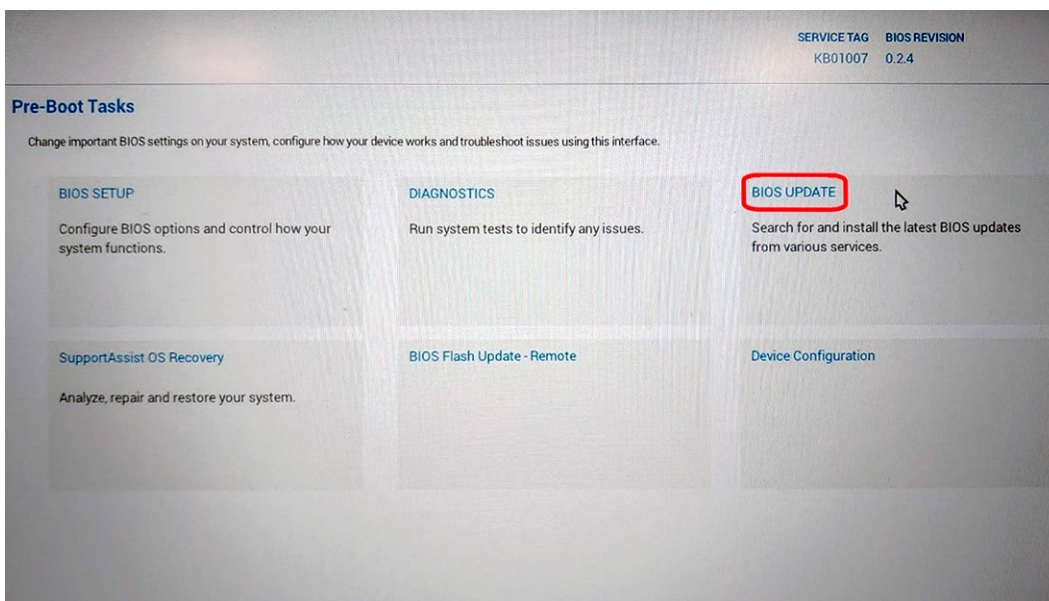 SERVICE TAG BIOS REVISION
KB01007 0.2.4
Pre-Boot Tasks
Change important BIOS settings on your system, configure how your device works and troubleshoot issues using this interface.
BIOS SETUP
Configure BIOS options and control how your
system functions.
DIAGNOSTICS
Run system tests to identify any issues.
BIOS UPDATE
Search for and install the latest BIOS updates
from various services.
SupportAssist OS Recovery
Analyze, repair and restore your system.
BIOS Flash Update - Remote
Device Configuration